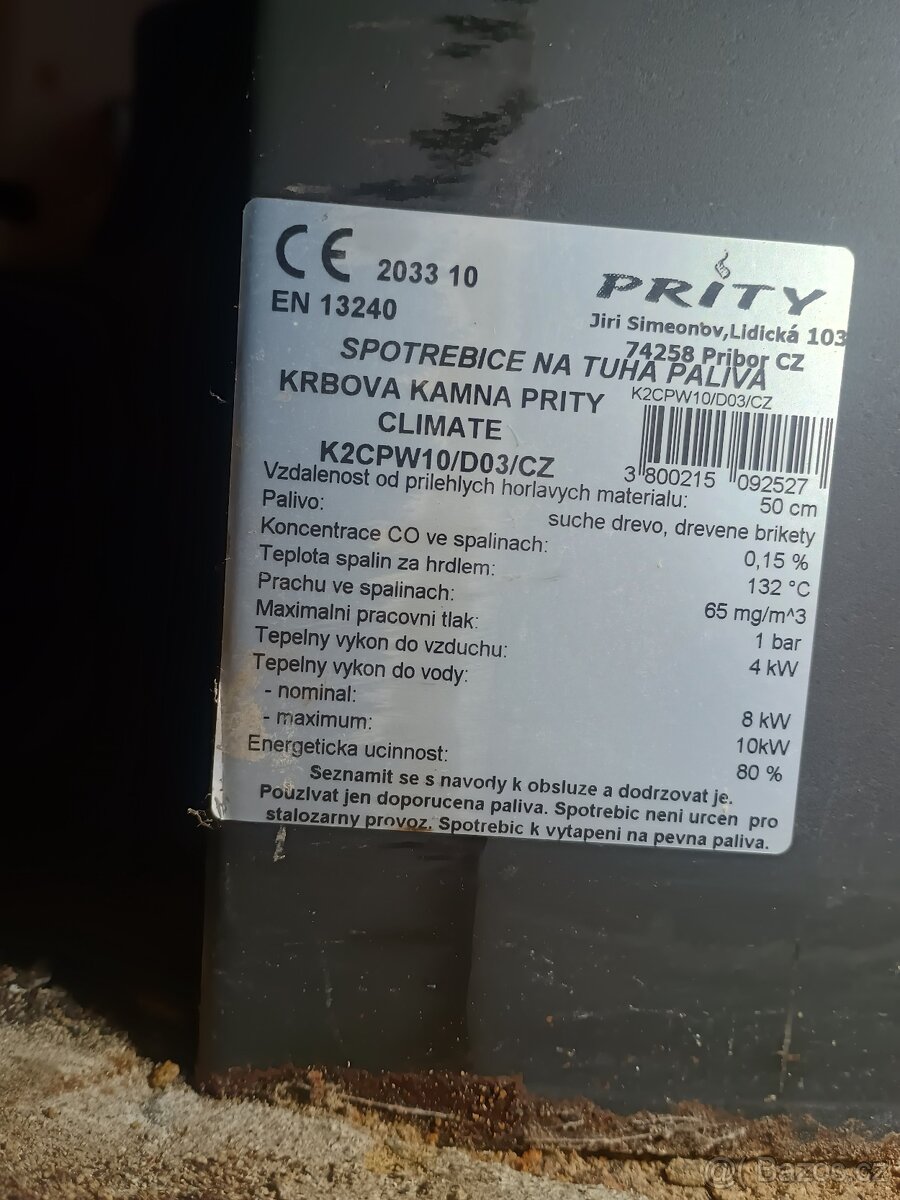 CE 2033 10
EN 13240
PRITY
Jiri Simeonov,Lidická 103
74258 Pribor CZ
SPOTREBICE NA TUHA PALIVA
KRBOVA KAMNA PRITY
CLIMATE
K2CPW10/D03/CZ
K2CPW10/D03/CZ
3 800215 092527
Vzdalenost od prilehlych horlavych materialu: 50 cm
Palivo: suche drevo, drevene brikety
Koncentrace CO ve spalinach: 0,15 %
Teplota spalin za hrdlem: 132 °C
Prachu ve spalinach: 65 mg/m^3
Maximalni pracovni tlak: 1 bar
Tepelny vykon do vzduchu: 4 kW
Tepelny vykon do vody:
- nominal: 8 kW
- maximum: 10kW
Energeticka ucinnost: 80 %
Seznamit se s navody k obsluze a dodrzovat je.
Pouzivat jen doporucena paliva. Spotrebic neni urcen pro
stalozarny provoz. Spotrebic k vytapeni na pevna paliva.
@ Bazos.cz